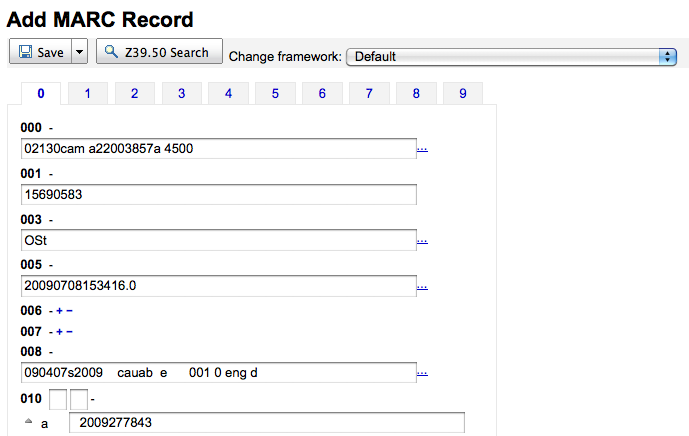 Add MARC Record
Save Z39.50 Search Change framework: Default
0 1 2 3 4 5 6 7 8 9
000 -
02130cam a22003857a 4500 ...
001 -
15690583
003 -
OSt ...
005 -
20090708153416.0 ...
006 - + −
007 - + −
008 -
090407s2009    cauab  e      001 0 eng d ...
010 -
a 2009277843